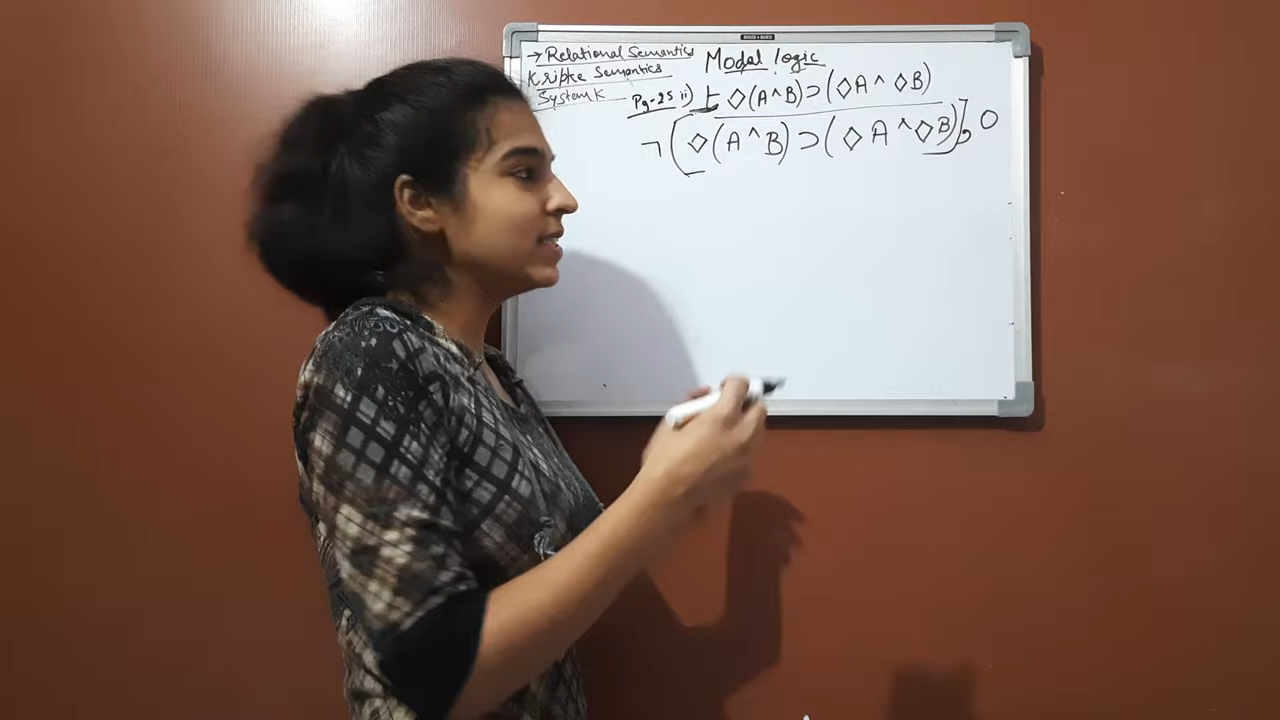 → Relational Semantics
Modal logic
Kripke Semantics
System K
Pg-25 ii) ⊢ ◇(A^B)⊃(◇A ^ ◇B)
¬[◇(A^B)⊃(◇A^◇B)], 0